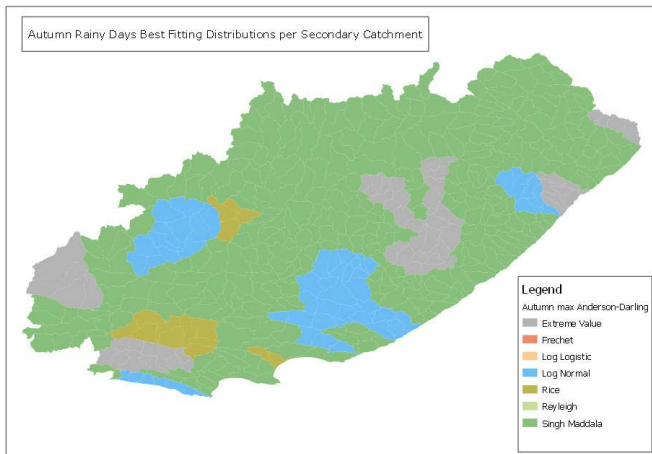 Autumn Rainy Days Best Fitting Distributions per Secondary Catchment
Legend
Autumn max Anderson-Darling
Extreme Value
Frechet
Log Logistic
Log Normal
Rice
Reyleigh
Singh Maddala